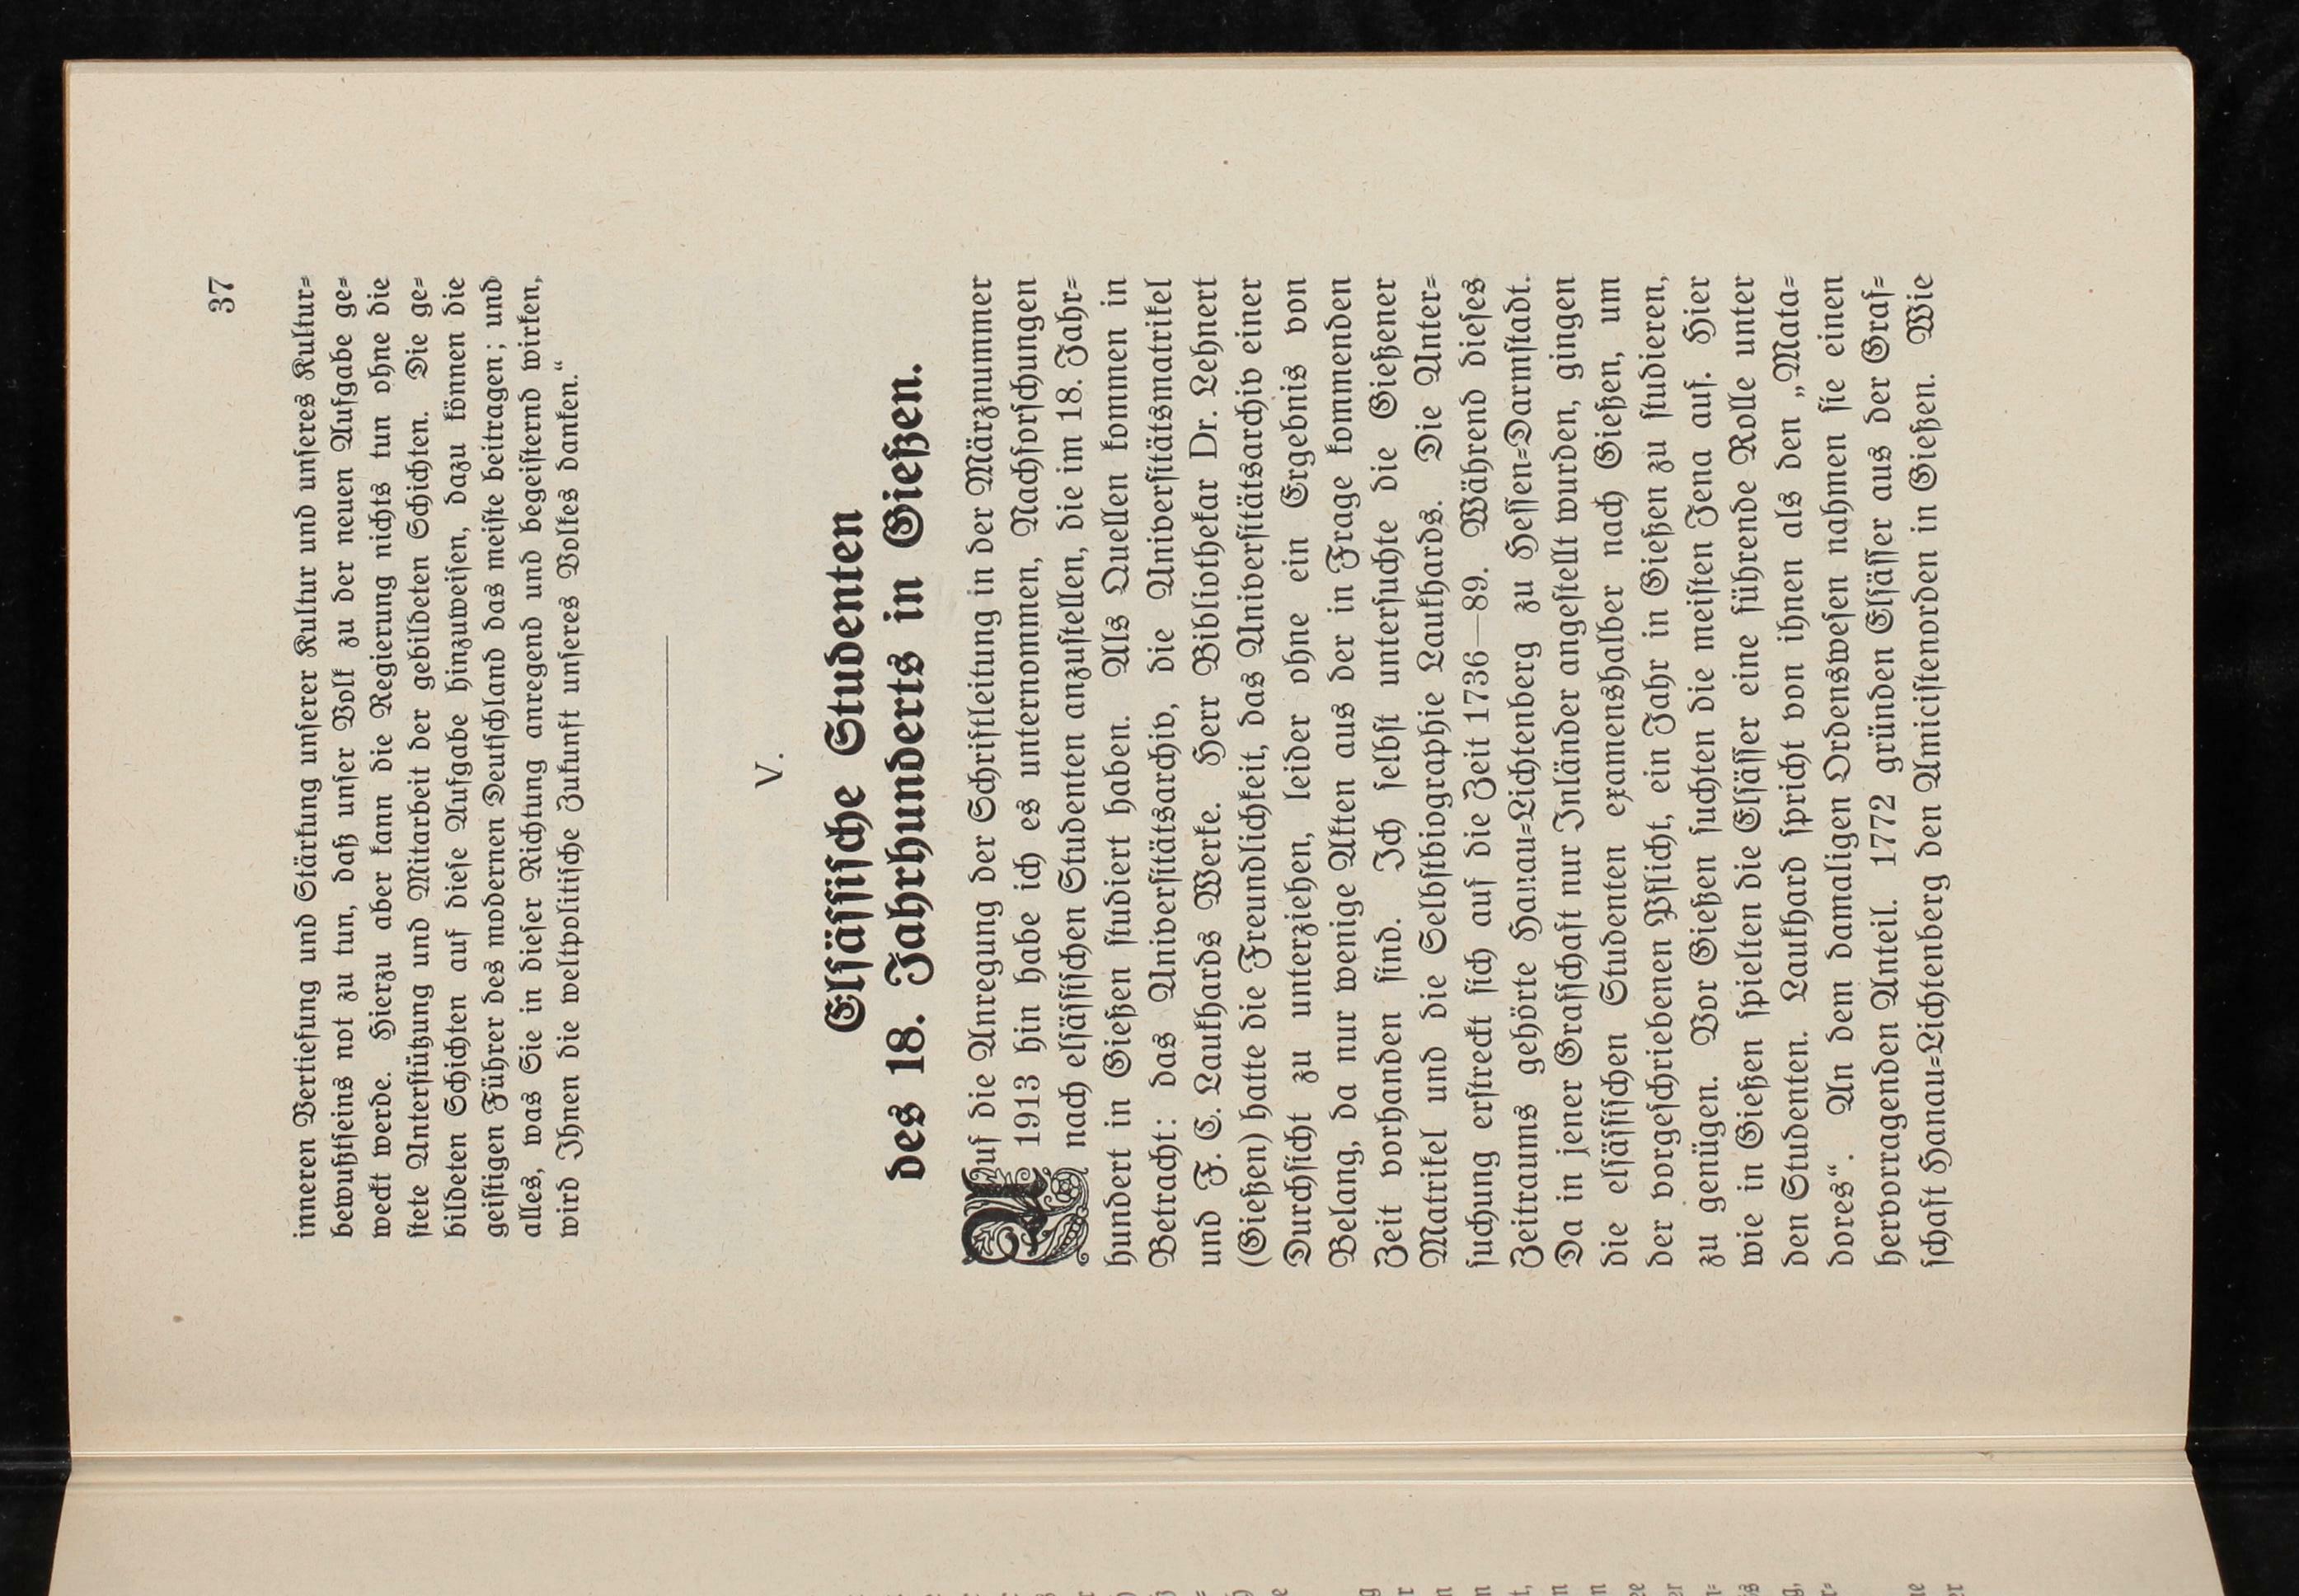 37
inneren Vertiefung und Stärkung unserer Kultur und unseres Kultur-
bewußtseins not zu tun, daß unser Volk zu der neuen Aufgabe ge-
weckt werde. Hierzu aber kann die Regierung nichts tun ohne die
stete Unterstützung und Mitarbeit der gebildeten Schichten. Die ge-
bildeten Schichten auf diese Aufgabe hinzuweisen, dazu können die
geistigen Führer des modernen Deutschland das meiste beitragen; und
alles, was Sie in dieser Richtung anregend und begeisternd wirken,
wird Ihnen die weltpolitische Zukunft unseres Volkes danken.“
V.
Elsässische Studenten
des 18. Jahrhunderts in Gießen.
Auf die Anregung der Schriftleitung in der Märznummer
1913 hin habe ich es unternommen, Nachforschungen
nach elsässischen Studenten anzustellen, die im 18. Jahr-
hundert in Gießen studiert haben. Als Quellen kommen in
Betracht: das Universitätsarchiv, die Universitätsmatrikel
und F. C. Laukhards Werke. Herr Bibliothekar Dr. Lehnert
(Gießen) hatte die Freundlichkeit, das Universitätsarchiv einer
Durchsicht zu unterziehen, leider ohne ein Ergebnis von
Belang, da nur wenige Akten aus der in Frage kommenden
Zeit vorhanden sind. Ich selbst untersuchte die Gießener
Matrikel und die Selbstbiographie Laukhards. Die Unter-
suchung erstreckt sich auf die Zeit 1736—89. Während dieses
Zeitraums gehörte Hanau-Lichtenberg zu Hessen-Darmstadt.
Da in jener Grafschaft nur Inländer angestellt wurden, gingen
die elsässischen Studenten examenshalber nach Gießen, um
der vorgeschriebenen Pflicht, ein Jahr in Gießen zu studieren,
zu genügen. Vor Gießen suchten die meisten Jena auf. Hier
wie in Gießen spielten die Elsässer eine führende Rolle unter
den Studenten. Laukhard spricht von ihnen als den „Mata-
dores“. An dem damaligen Ordenswesen nahmen sie einen
hervorragenden Anteil. 1772 gründen Elsässer aus der Graf-
schaft Hanau-Lichtenberg den Amicistenorden in Gießen. Wie